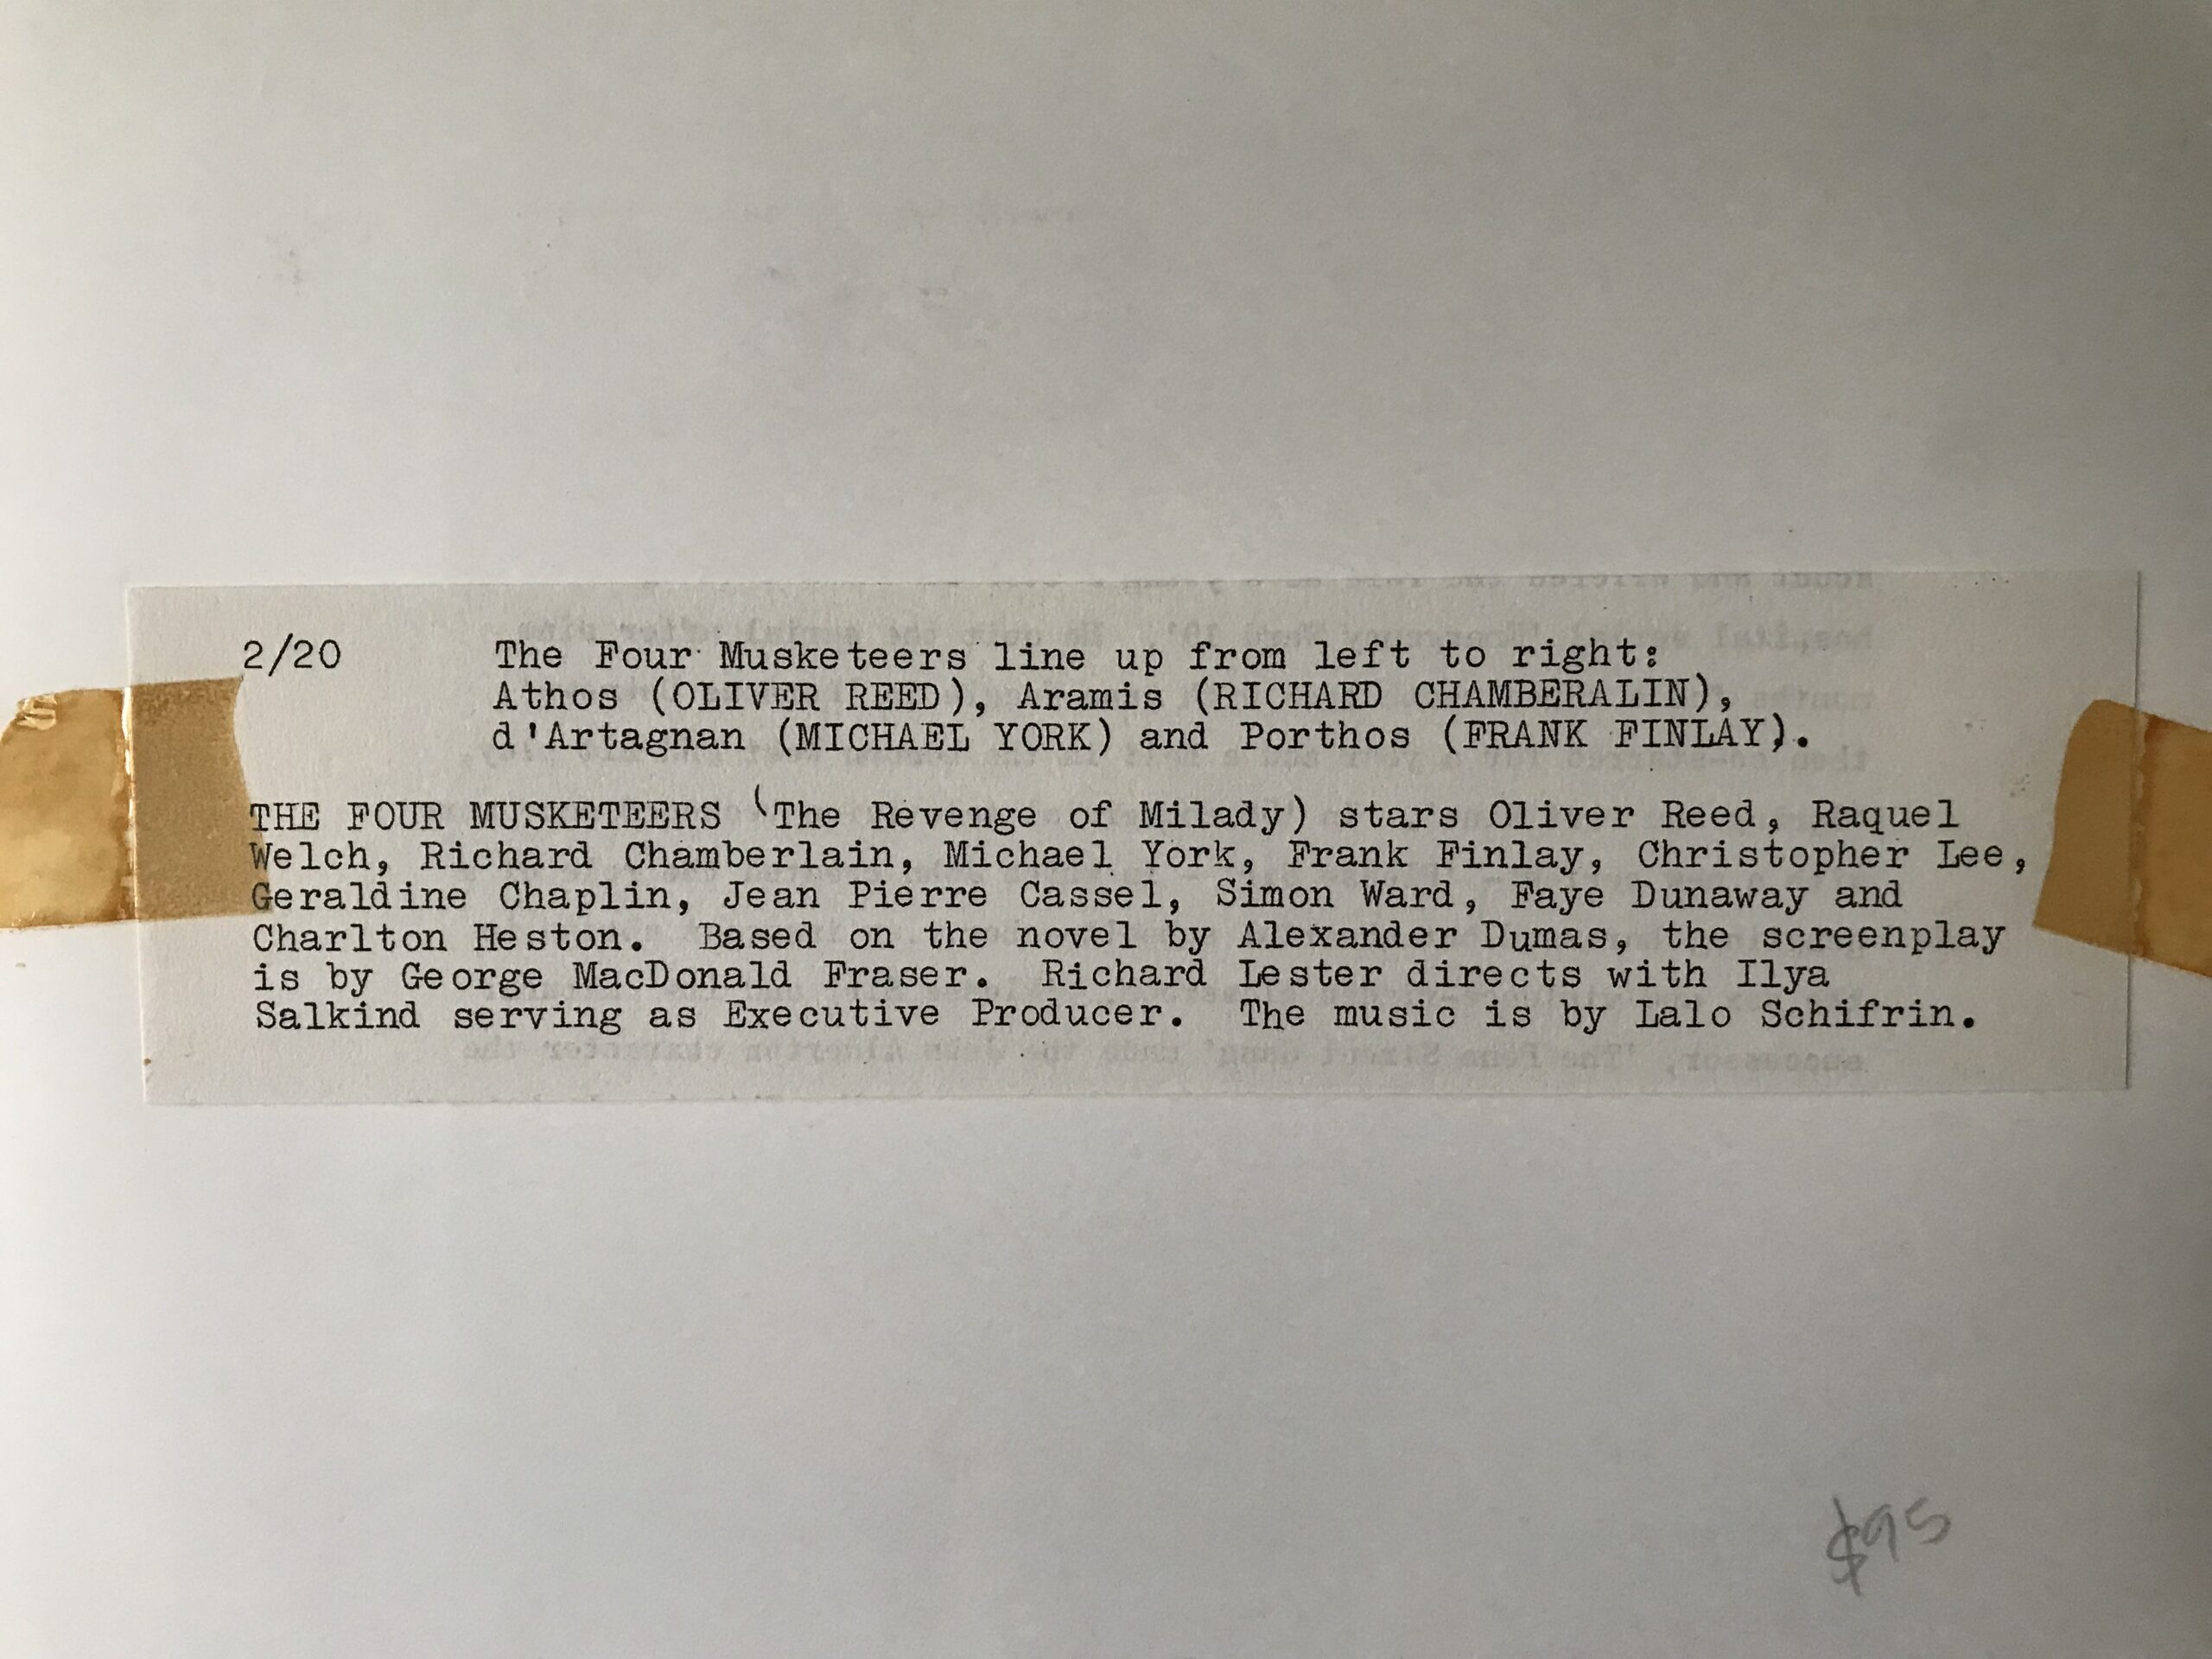 2/20 The Four Musketeers line up from left to right:
Athos (OLIVER REED), Aramis (RICHARD CHAMBERALIN),
d'Artagnan (MICHAEL YORK) and Porthos (FRANK FINLAY).
THE FOUR MUSKETEERS (The Revenge of Milady) stars Oliver Reed, Raquel
Welch, Richard Chamberlain, Michael York, Frank Finlay, Christopher Lee,
Geraldine Chaplin, Jean Pierre Cassel, Simon Ward, Faye Dunaway and
Charlton Heston. Based on the novel by Alexander Dumas, the screenplay
is by George MacDonald Fraser. Richard Lester directs with Ilya
Salkind serving as Executive Producer. The music is by Lalo Schifrin.
$95